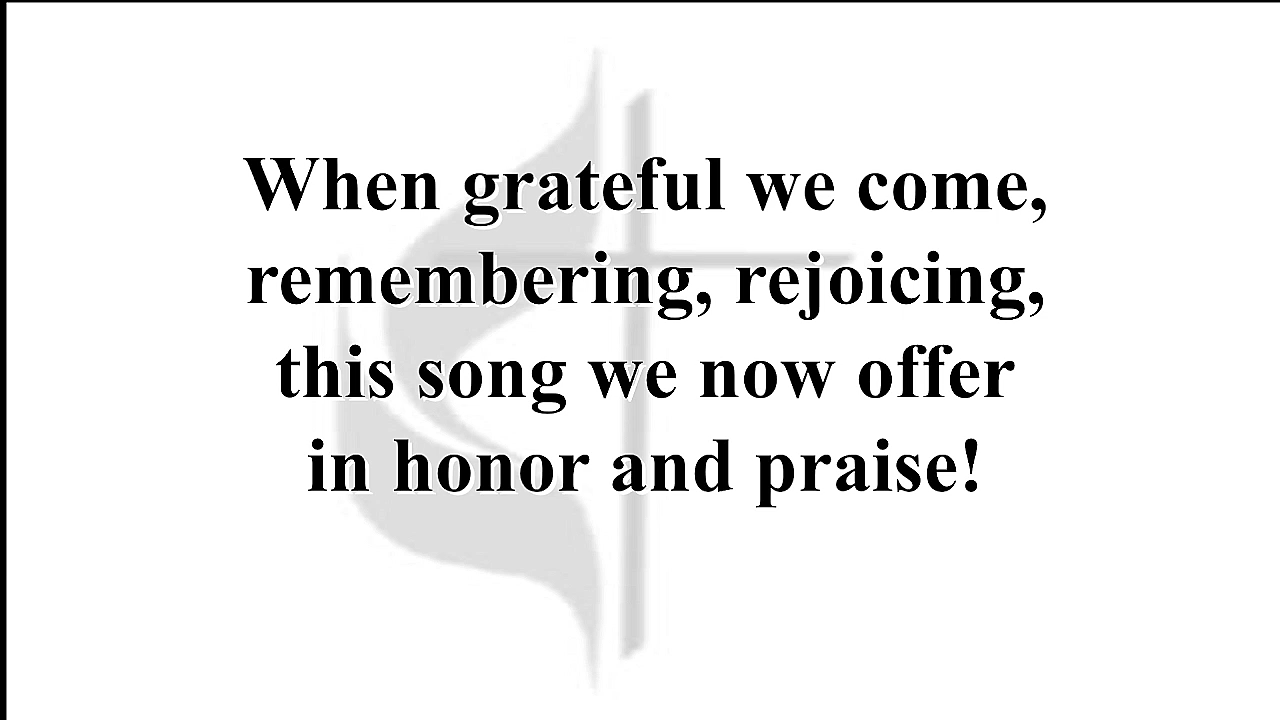 When grateful we come,
remembering, rejoicing,
this song we now offer
in honor and praise!